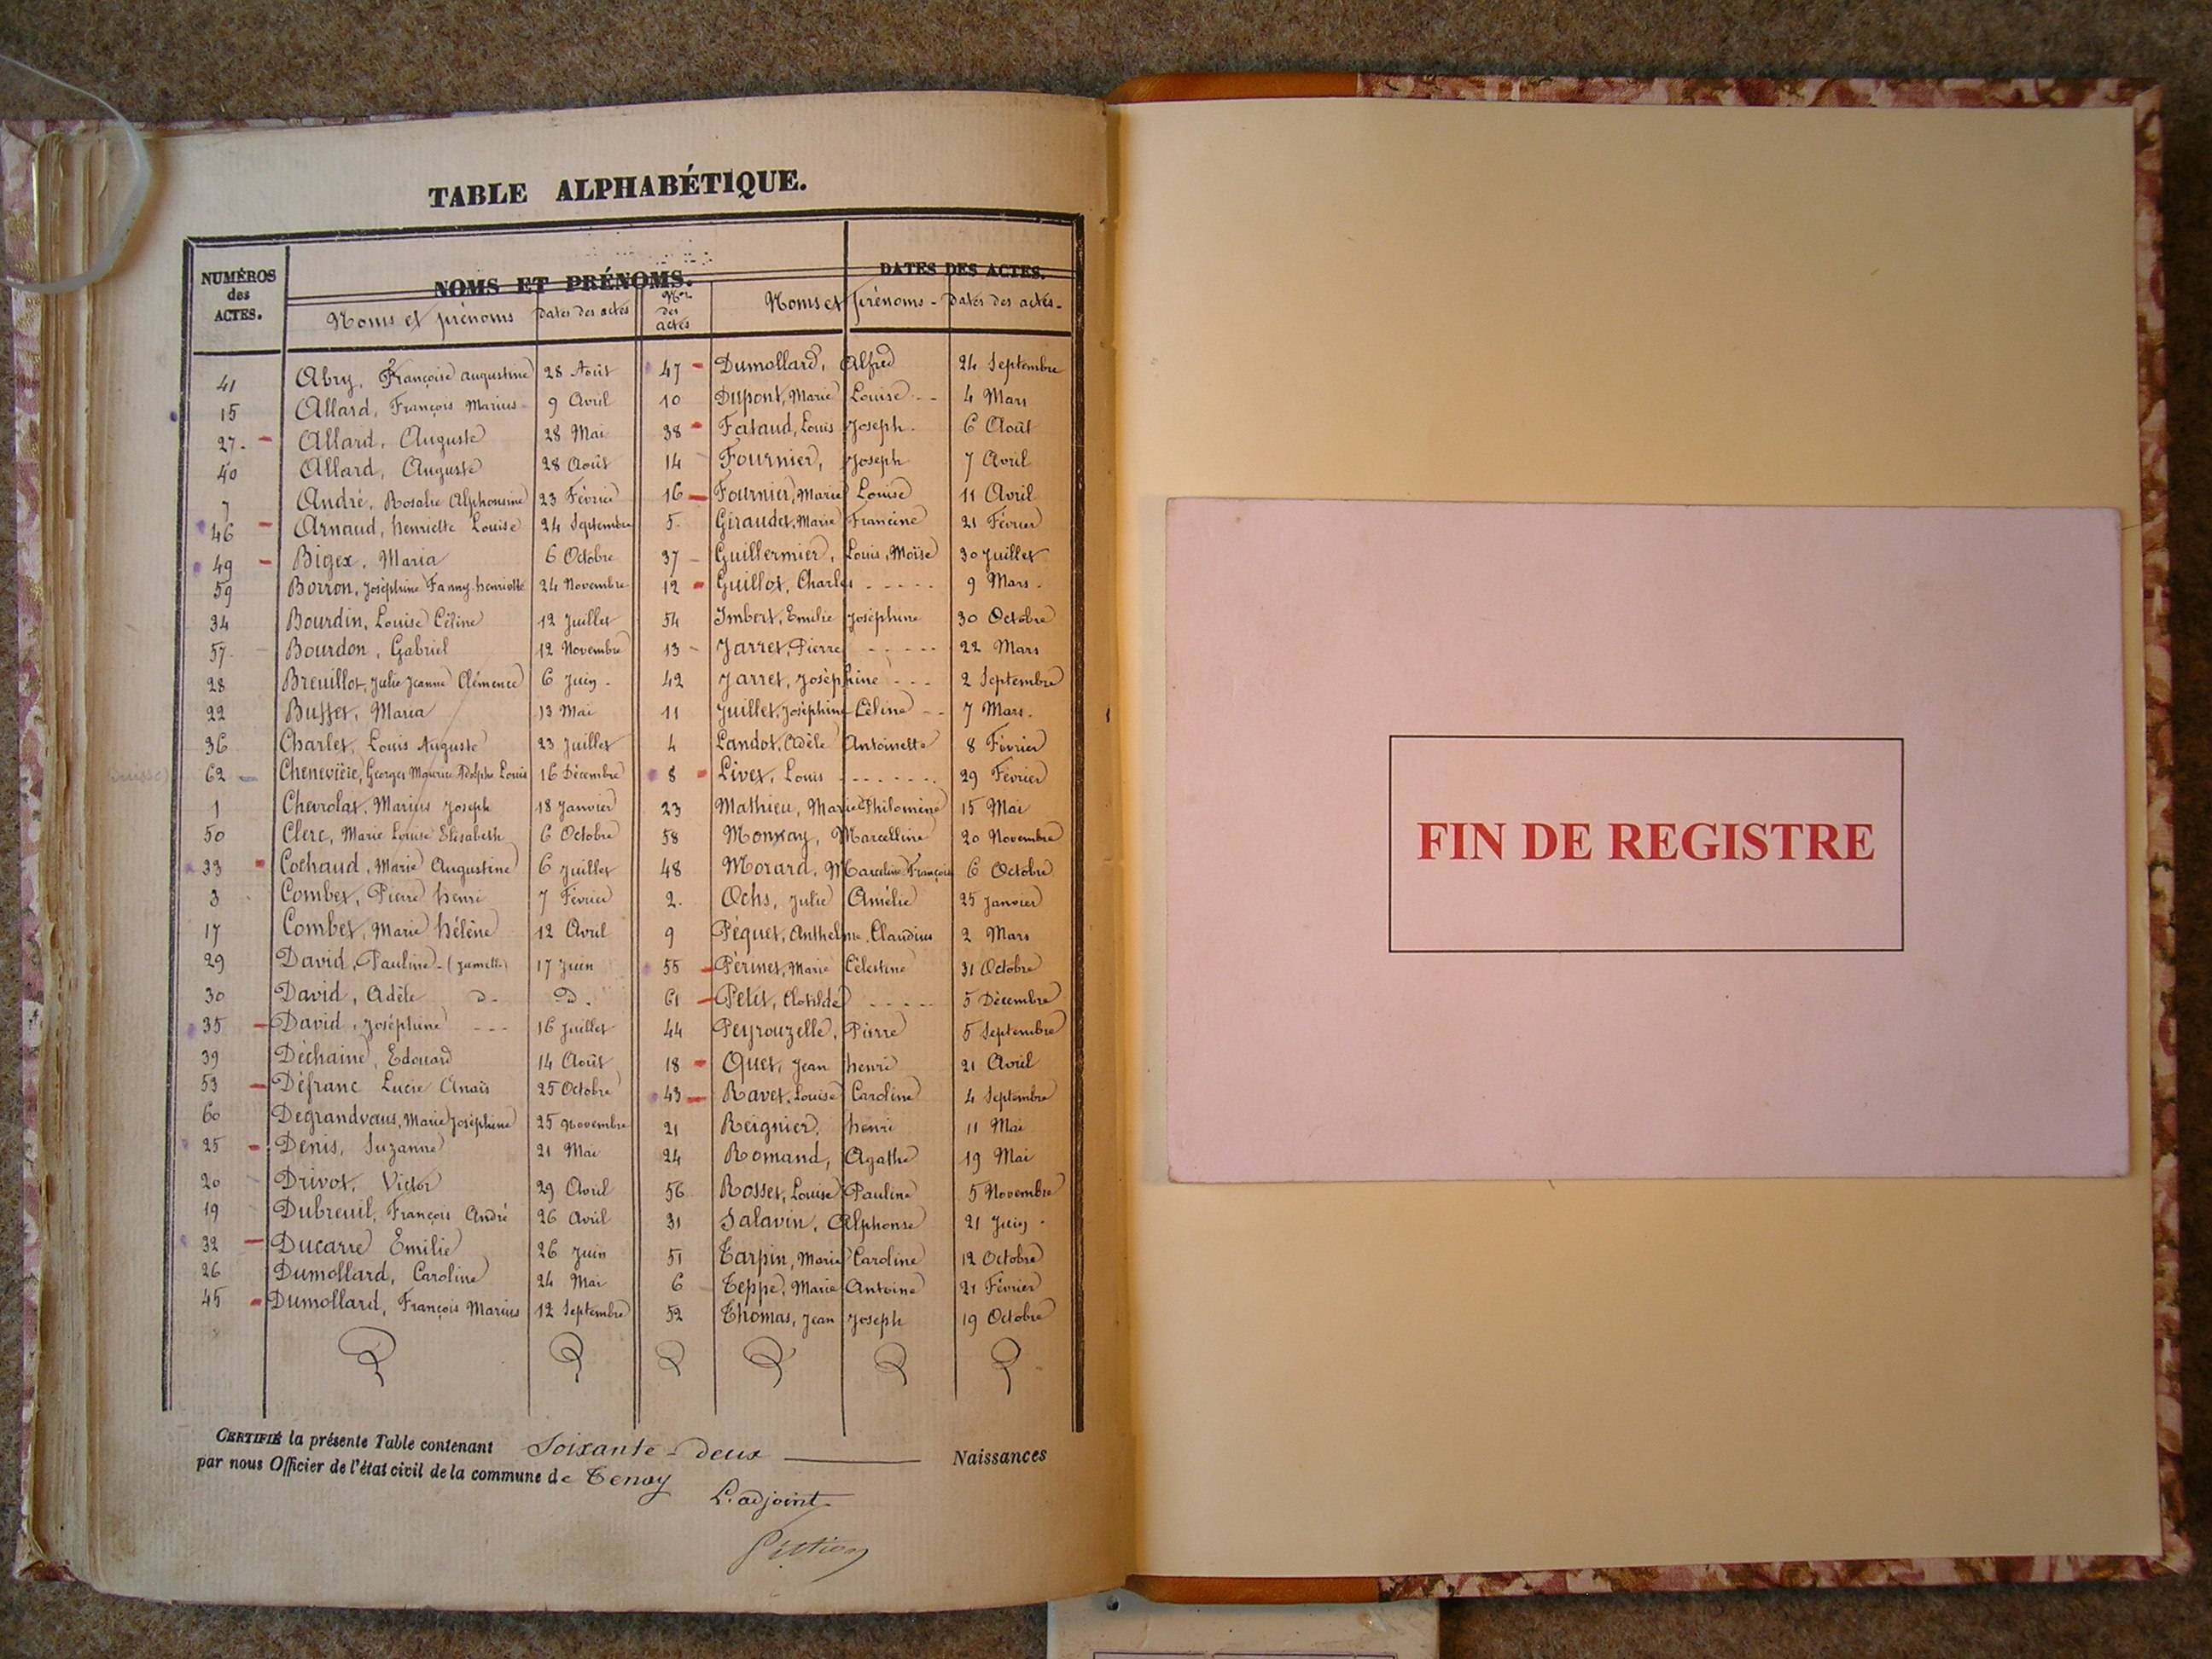 TABLE ALPHABÉTIQUE.
NUMÉROS des ACTES.
NOMS ET PRÉNOMS.
DATES DES ACTES.
Noms et prénoms Dates des actes Nos des actes Noms et prénoms - Dates des actes -
41 Abry, Françoise augustine 28 Août
15 Allard, François Marius 9 Avril
27 - Allard, Auguste 28 Mai
40 Allard, Auguste 28 Août
7 André, Rosalie Alphonsine 23 Février
46 - Arnaud, henriette Louise 24 Septembre
49 - Bigex, Maria 6 Octobre
59 Borron, Joséphine Fanny henriette 24 Novembre
34 Bourdin, Louise Céline 12 Juillet
57 Bourdon, Gabriel 12 Novembre
28 Breuillot, Julie Jeanne Clémence 6 Juin -
22 Buffet, Maria 13 Mai
36 Charlet, Louis Auguste 23 Juillet
62 - Chenevière, Georges Maurice Adolphe Louis 16 Décembre
1 Chevrolat, Marius Joseph 18 Janvier
50 Clerc, Marie Louise Elisabeth 6 Octobre
33 - Cochaud, Marie Augustine 6 Juillet
3 Combet, Pierre henri 7 Février
17 Combet, Marie hélène 12 Avril
29 David, Pauline - (jumelle) 17 Juin
30 David, Adèle d- d.
35 - David, Joséphine --- 16 Juillet
39 Déchaine, Edouard 14 Août
53 - Défranc Lucie Anaïs 25 Octobre
60 Degrandvaux, Marie Joséphine 25 Novembre
25 - Denis, Suzanne 21 Mai
20 Drivot, Victor 29 Avril
19 Dubreuil, François André 26 Avril
32 - Ducarre Emilie 26 Juin
26 Dumollard, Caroline 24 Mai
45 - Dumollard, François Marius 12 Septembre
47 - Dumollard, Alfred 24 Septembre
10 Dupont, Marie Louise -- 4 Mars
38 - Fataud, Louis Joseph - 6 Août
14 Fournier, Joseph 7 Avril
16 - Fournier, Marie Louise 11 Avril
5 Giraudet, Marie Francine 21 Février
37 - Guillermier, Louis, Moïse 30 Juillet
12 - Guillot, Charles ----- 9 Mars -
54 Imbert, Emilie Joséphine 30 Octobre
13 - Jarret, Pierre ----- 22 Mars
42 Jarret, Joséphine --- 2 Septembre
11 Juillet, Joséphine Céline -- 7 Mars -
4 Landot, Adèle Antoinette 8 Février
8 - Livet, Louis ------ 29 Février
23 Mathieu, Marie Philomène 15 Mai
58 Monnay, Marcelline 20 Novembre
48 Morard, Marcelin François 6 Octobre
2. Ochs, Julie Amélie 25 Janvier
9 Péquet, Anthelme, Claudius 2 Mars
55 - Périnet, Marie Célestine 31 Octobre
61 - Petit, Clotilde ----- 5 Décembre
44 Peyrouzelle, Pierre 5 Septembre
18 - Quet, Jean henri 21 Avril
43 - Ravet, Louise Caroline 4 Septembre
21 Reignier, henri 11 Mai
24 Romand, Agathe 19 Mai
56 Rosset, Louise Pauline 5 Novembre
31 Salavin, Alphonse 21 Juin -
51 Tarpin, Marie Caroline 12 Octobre
6 Teppe, Marie Antoine 21 Février
52 Thomas, Jean Joseph 19 Octobre
CERTIFIÉ la présente Table contenant Soixante-deux Naissances
par nous Officier de l'état civil de la commune de Tenay
L'adjoint
FIN DE REGISTRE